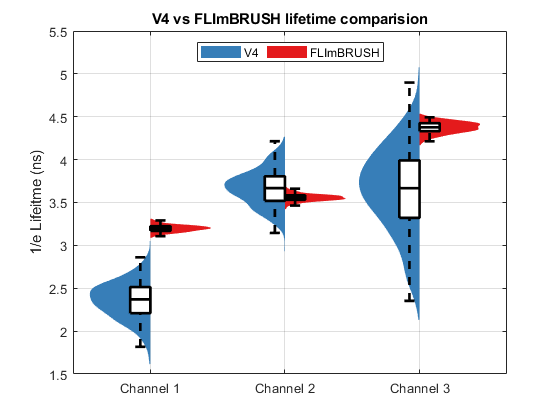 V4 vs FLImBRUSH lifetime comparision
V4 FLImBRUSH
1/e Lifeitme (ns)
5.5
5
4.5
4
3.5
3
2.5
2
1.5
Channel 1 Channel 2 Channel 3